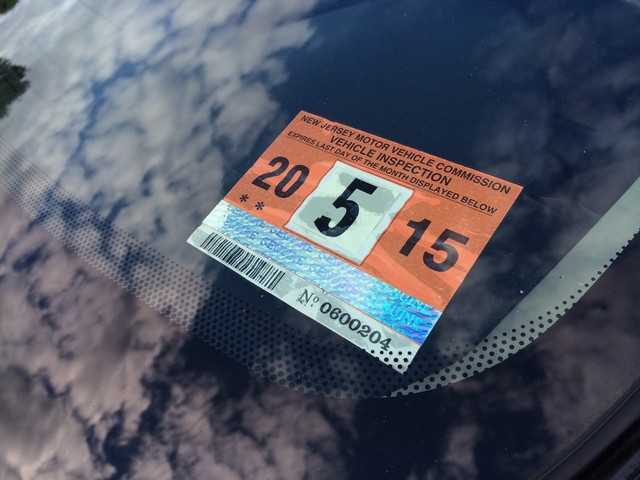 NEW JERSEY MOTOR VEHICLE COMMISSION
VEHICLE INSPECTION
EXPIRES LAST DAY OF THE MONTH DISPLAYED BELOW
20 5 15
**
Nº 0600204